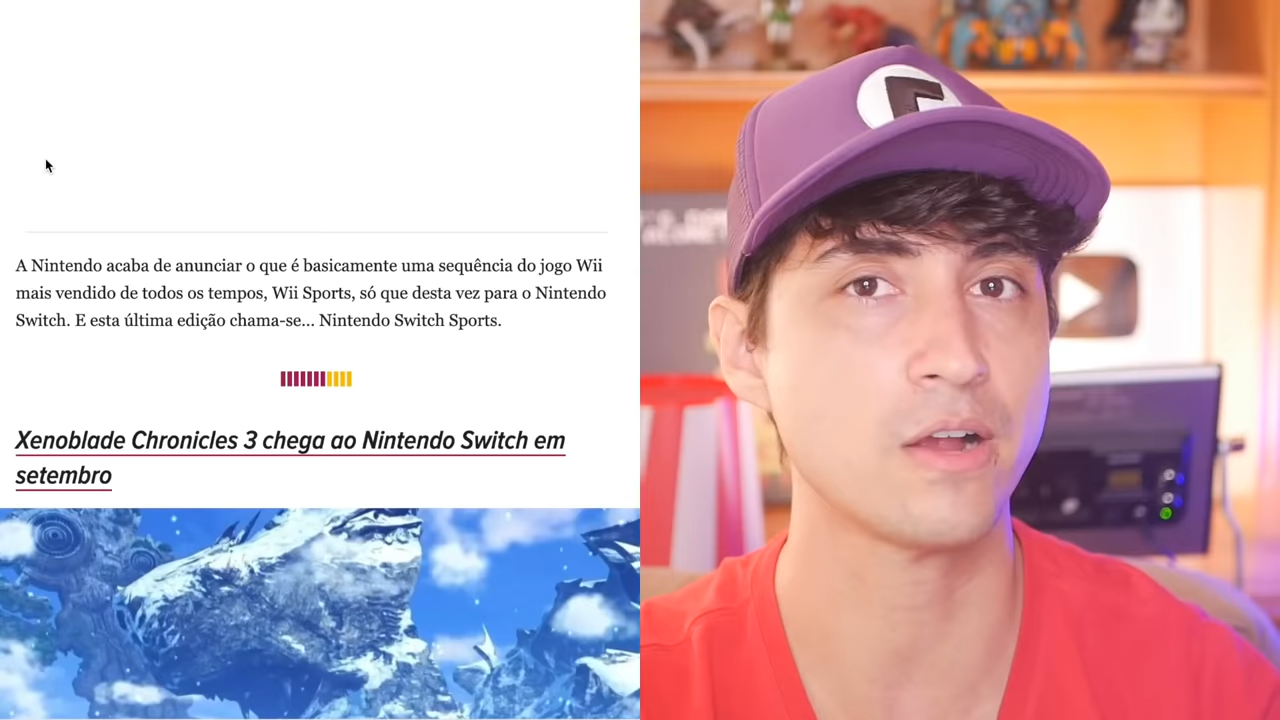 A Nintendo acaba de anunciar o que é basicamente uma sequência do jogo Wii
mais vendido de todos os tempos, Wii Sports, só que desta vez para o Nintendo
Switch. E esta última edição chama-se... Nintendo Switch Sports.
Xenoblade Chronicles 3 chega ao Nintendo Switch em
setembro